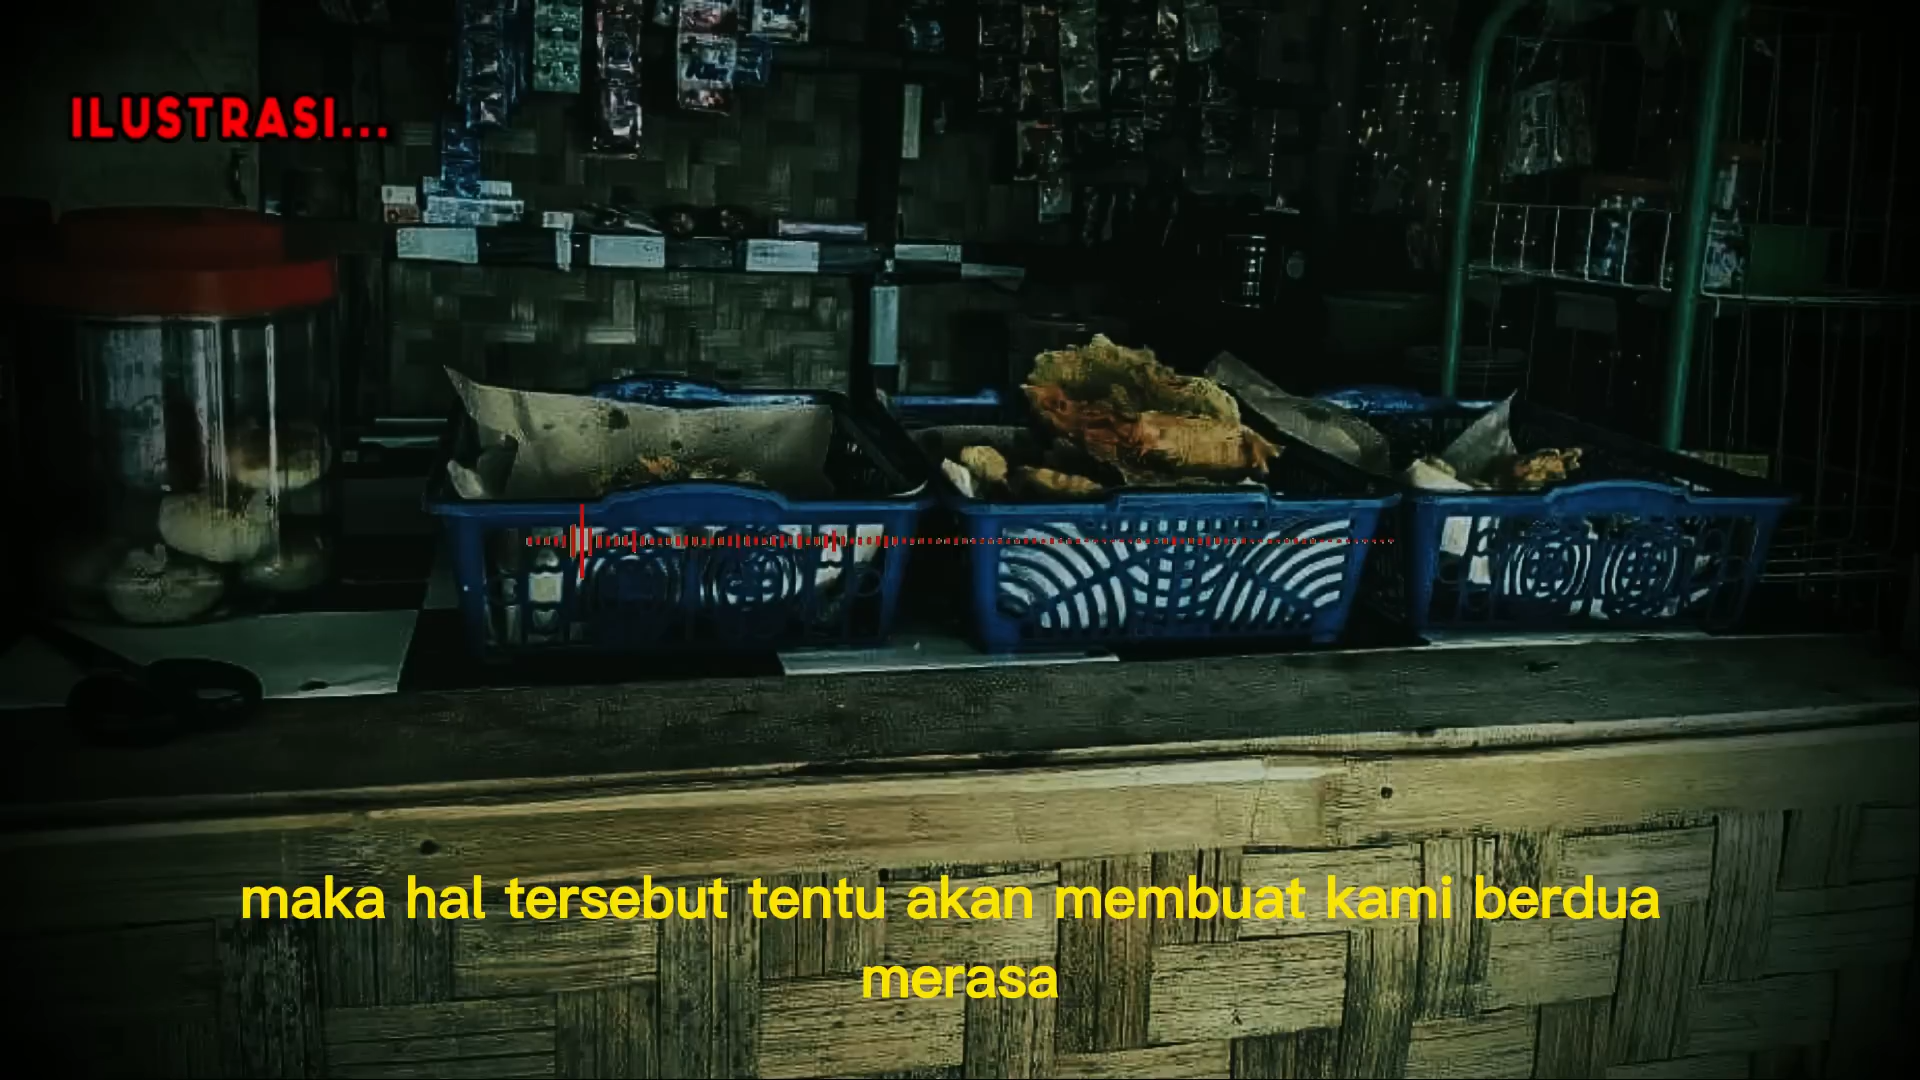 ILUSTRASI...
maka hal tersebut tentu akan membuat kami berdua
merasa